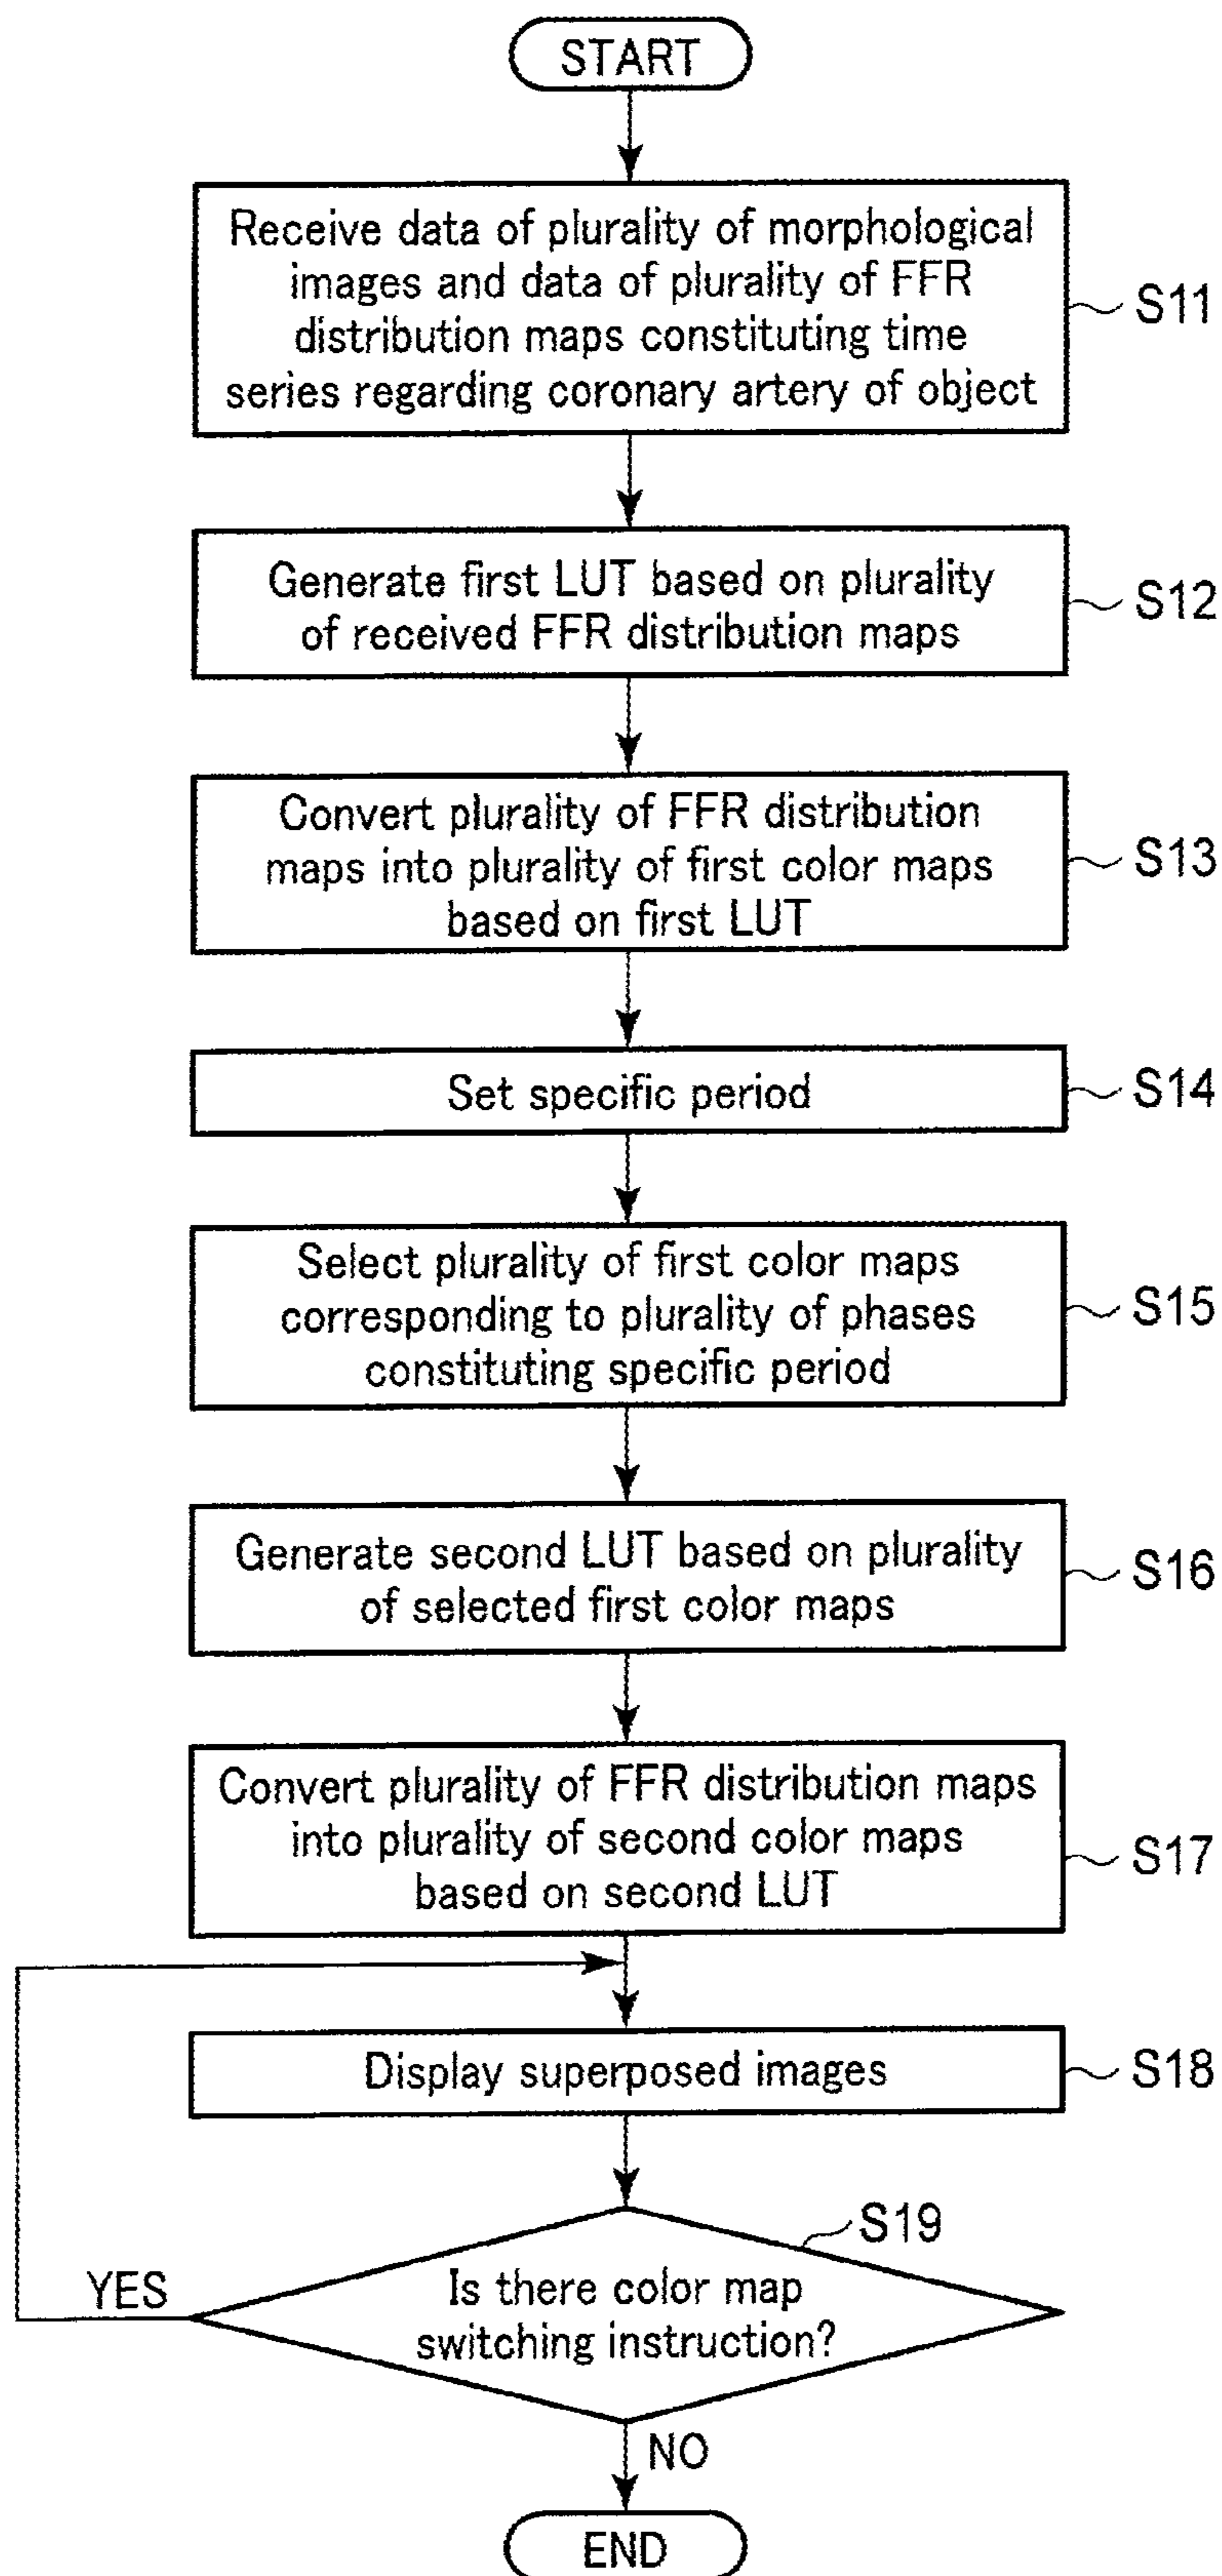 START
Receive data of plurality of morphological
images and data of plurality of FFR
distribution maps constituting time
series regarding coronary artery of object
S11
Generate first LUT based on plurality
of received FFR distribution maps
S12
Convert plurality of FFR distribution
maps into plurality of first color maps
based on first LUT
S13
Set specific period
S14
Select plurality of first color maps
corresponding to plurality of phases
constituting specific period
S15
Generate second LUT based on plurality
of selected first color maps
S16
Convert plurality of FFR distribution maps
into plurality of second color maps
based on second LUT
S17
Display superposed images
S18
S19
YES
Is there color map
switching instruction?
NO
END